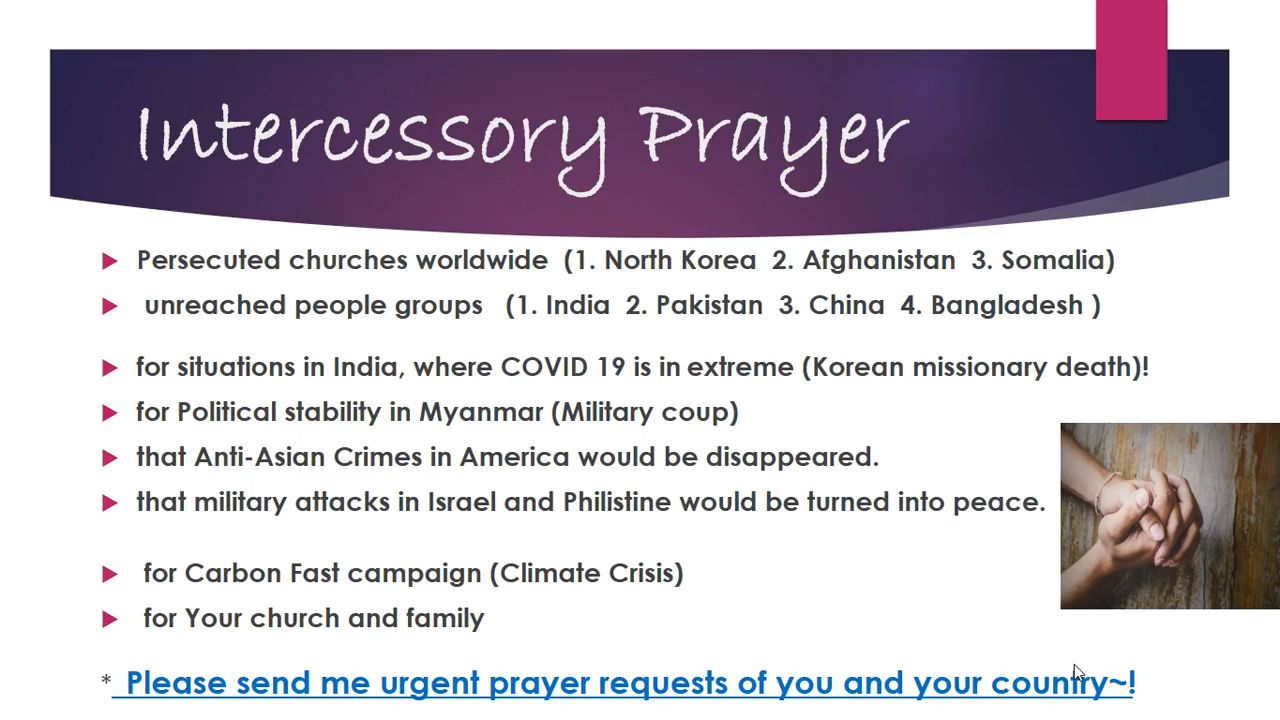 Intercessory Prayer
Persecuted churches worldwide (1. North Korea 2. Afghanistan 3. Somalia)
unreached people groups (1. India 2. Pakistan 3. China 4. Bangladesh )
for situations in India, where COVID 19 is in extreme (Korean missionary death)!
for Political stability in Myanmar (Military coup)
that Anti-Asian Crimes in America would be disappeared.
that military attacks in Israel and Philistine would be turned into peace.
for Carbon Fast campaign (Climate Crisis)
for Your church and family
* Please send me urgent prayer requests of you and your country~!